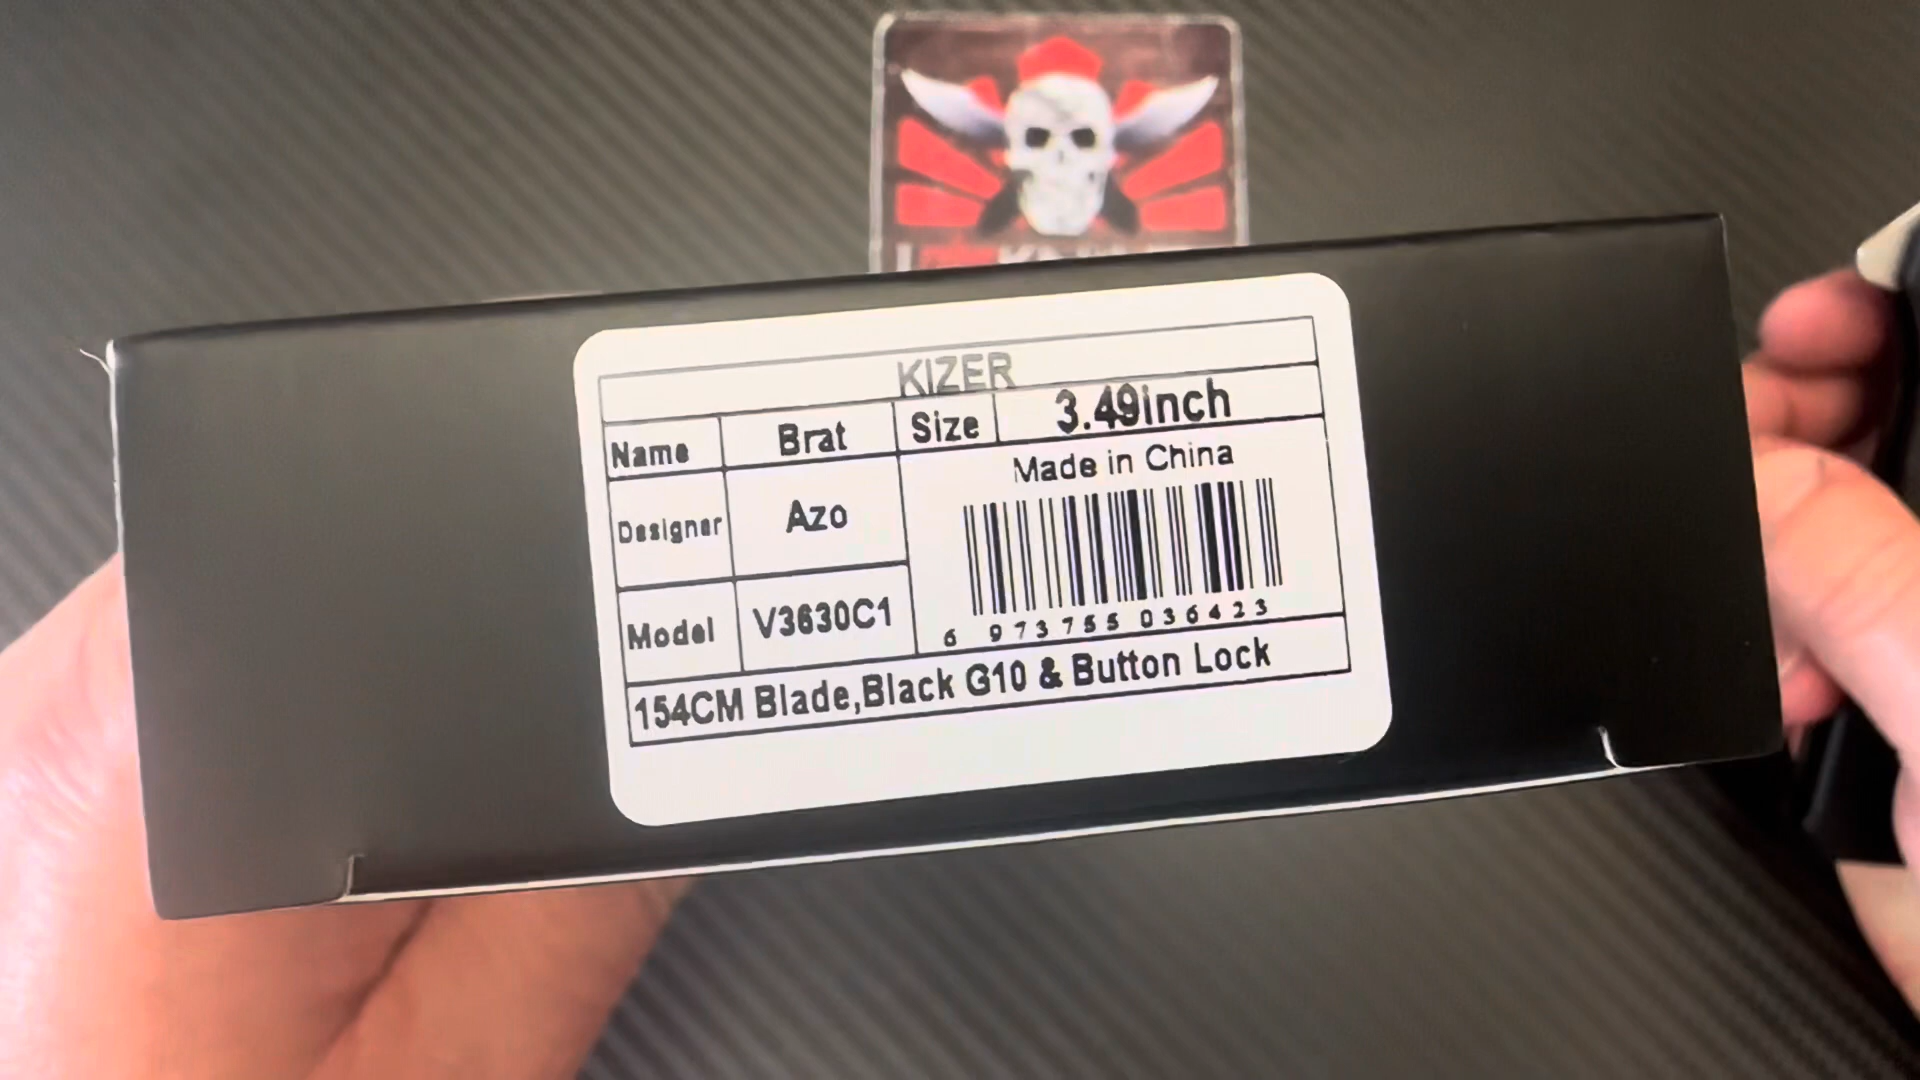 KIZER
Name Brat Size 3.49inch
Designer Azo
Made in China
Model V3630C1
6 973755 036423
154CM Blade,Black G10 & Button Lock